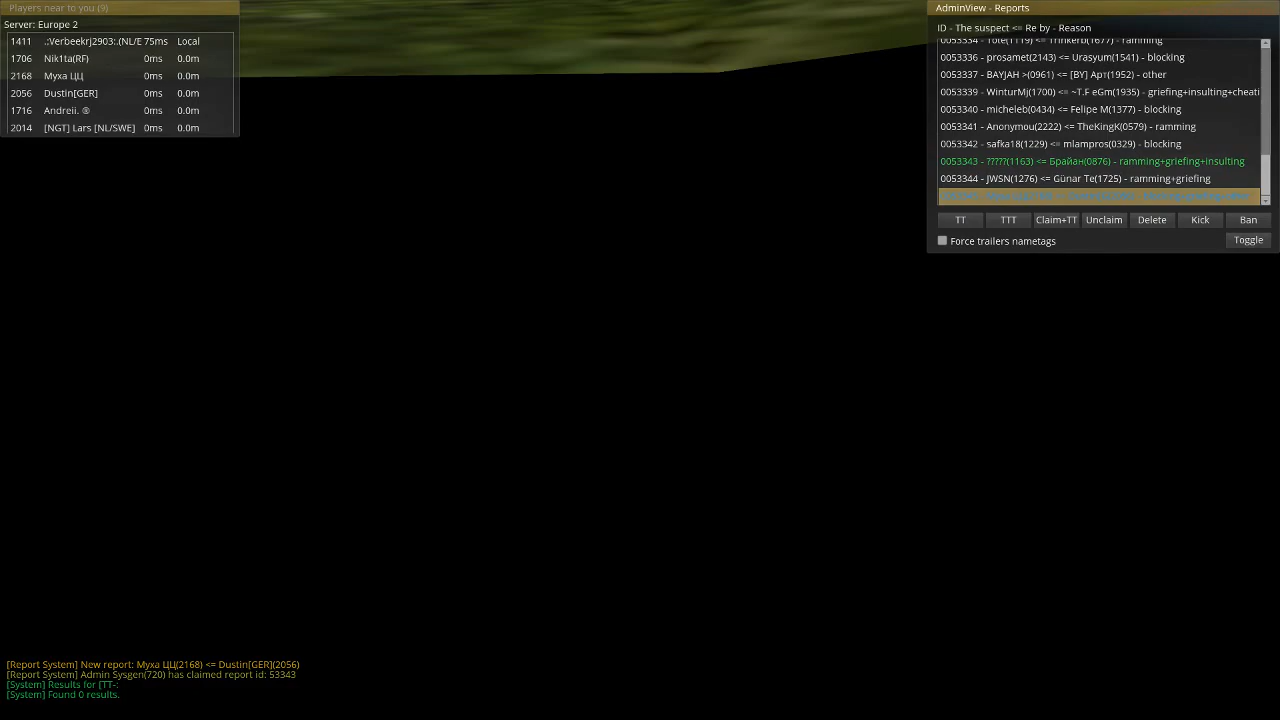 Players near to you (9)
Server: Europe 2
1411 .:Verbeekrj2903:.(NL/E 75ms Local
1706 Nik1ta(RF) 0ms 0.0m
2168 Муха ЦЦ 0ms 0.0m
2056 Dustin[GER] 0ms 0.0m
1716 Andreii. ® 0ms 0.0m
2014 [NGT] Lars [NL/SWE] 0ms 0.0m
AdminView - Reports
ID - The suspect <= Re by - Reason
0053334 - Tote(1119) <= Trinkerb(1677) - ramming
0053336 - prosamet(2143) <= Urasyum(1541) - blocking
0053337 - BAYJAH >(0961) <= [BY] Apт(1952) - other
0053339 - WinturMj(1700) <= ~T.F eGm(1935) - griefing+insulting+cheati
0053340 - micheleb(0434) <= Felipe M(1377) - blocking
0053341 - Anonymou(2222) <= TheKingK(0579) - ramming
0053342 - safka18(1229) <= mlampros(0329) - blocking
0053343 - ?????(1163) <= Брайан(0876) - ramming+griefing+insulting
0053344 - JWSN(1276) <= Günar Te(1725) - ramming+griefing
TT TTT Claim+TT Unclaim Delete Kick Ban
Force trailers nametags Toggle
[Report System] New report: Муха ЦЦ(2168) <= Dustin[GER](2056)
[Report System] Admin Sysgen(720) has claimed report id: 53343
[System] Results for [TT-:
[System] Found 0 results.